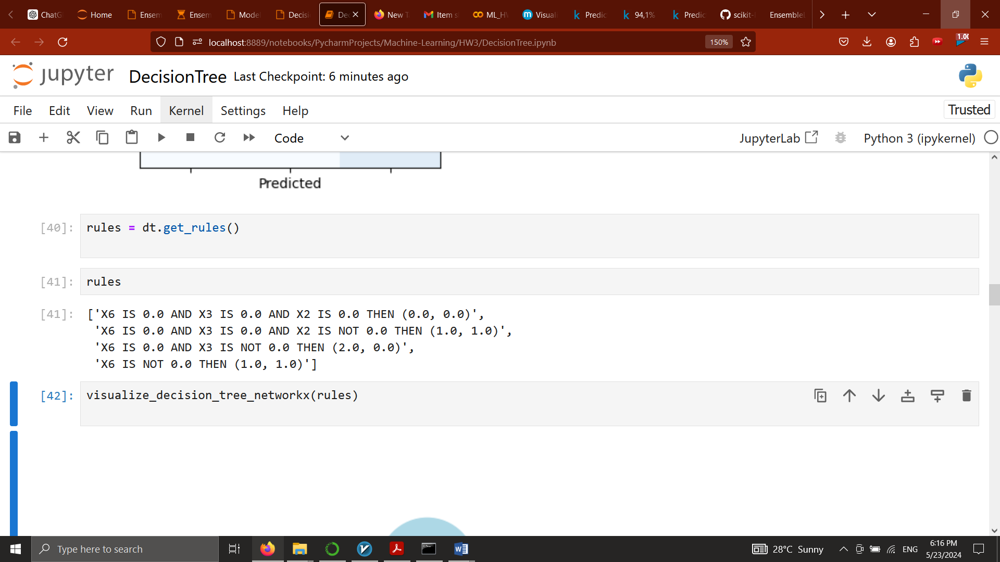 ChatG
Home
Ensem
Ensem
Mode
Decisi
De
New T
Item s
ML_H
Visual
Predic
94,1%
Predic
scikit-
Ensemble
localhost:8889/notebooks/PycharmProjects/Machine-Learning/HW3/DecisionTree.ipynb
150%
1.0
jupyter
DecisionTree
Last Checkpoint: 6 minutes ago
File
Edit
View
Run
Kernel
Settings
Help
Trusted
Code
JupyterLab
Python 3 (ipykernel)
Predicted
[40]:
rules = dt.get_rules()
[41]:
rules
[41]:
['X6 IS 0.0 AND X3 IS 0.0 AND X2 IS 0.0 THEN (0.0, 0.0)',
'X6 IS 0.0 AND X3 IS 0.0 AND X2 IS NOT 0.0 THEN (1.0, 1.0)',
'X6 IS 0.0 AND X3 IS NOT 0.0 THEN (2.0, 0.0)',
'X6 IS NOT 0.0 THEN (1.0, 1.0)']
[42]:
visualize_decision_tree_networkx(rules)
Type here to search
28°C Sunny
ENG
6:16 PM
5/23/2024